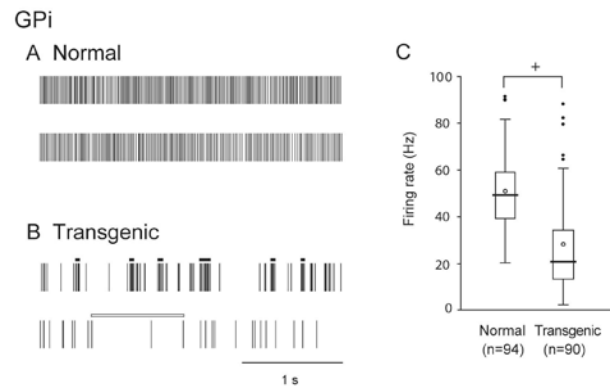 GPi
A Normal
B Transgenic
1 s
C
+
Firing rate (Hz)
100
80
60
40
20
0
Normal Transgenic
(n=94) (n=90)